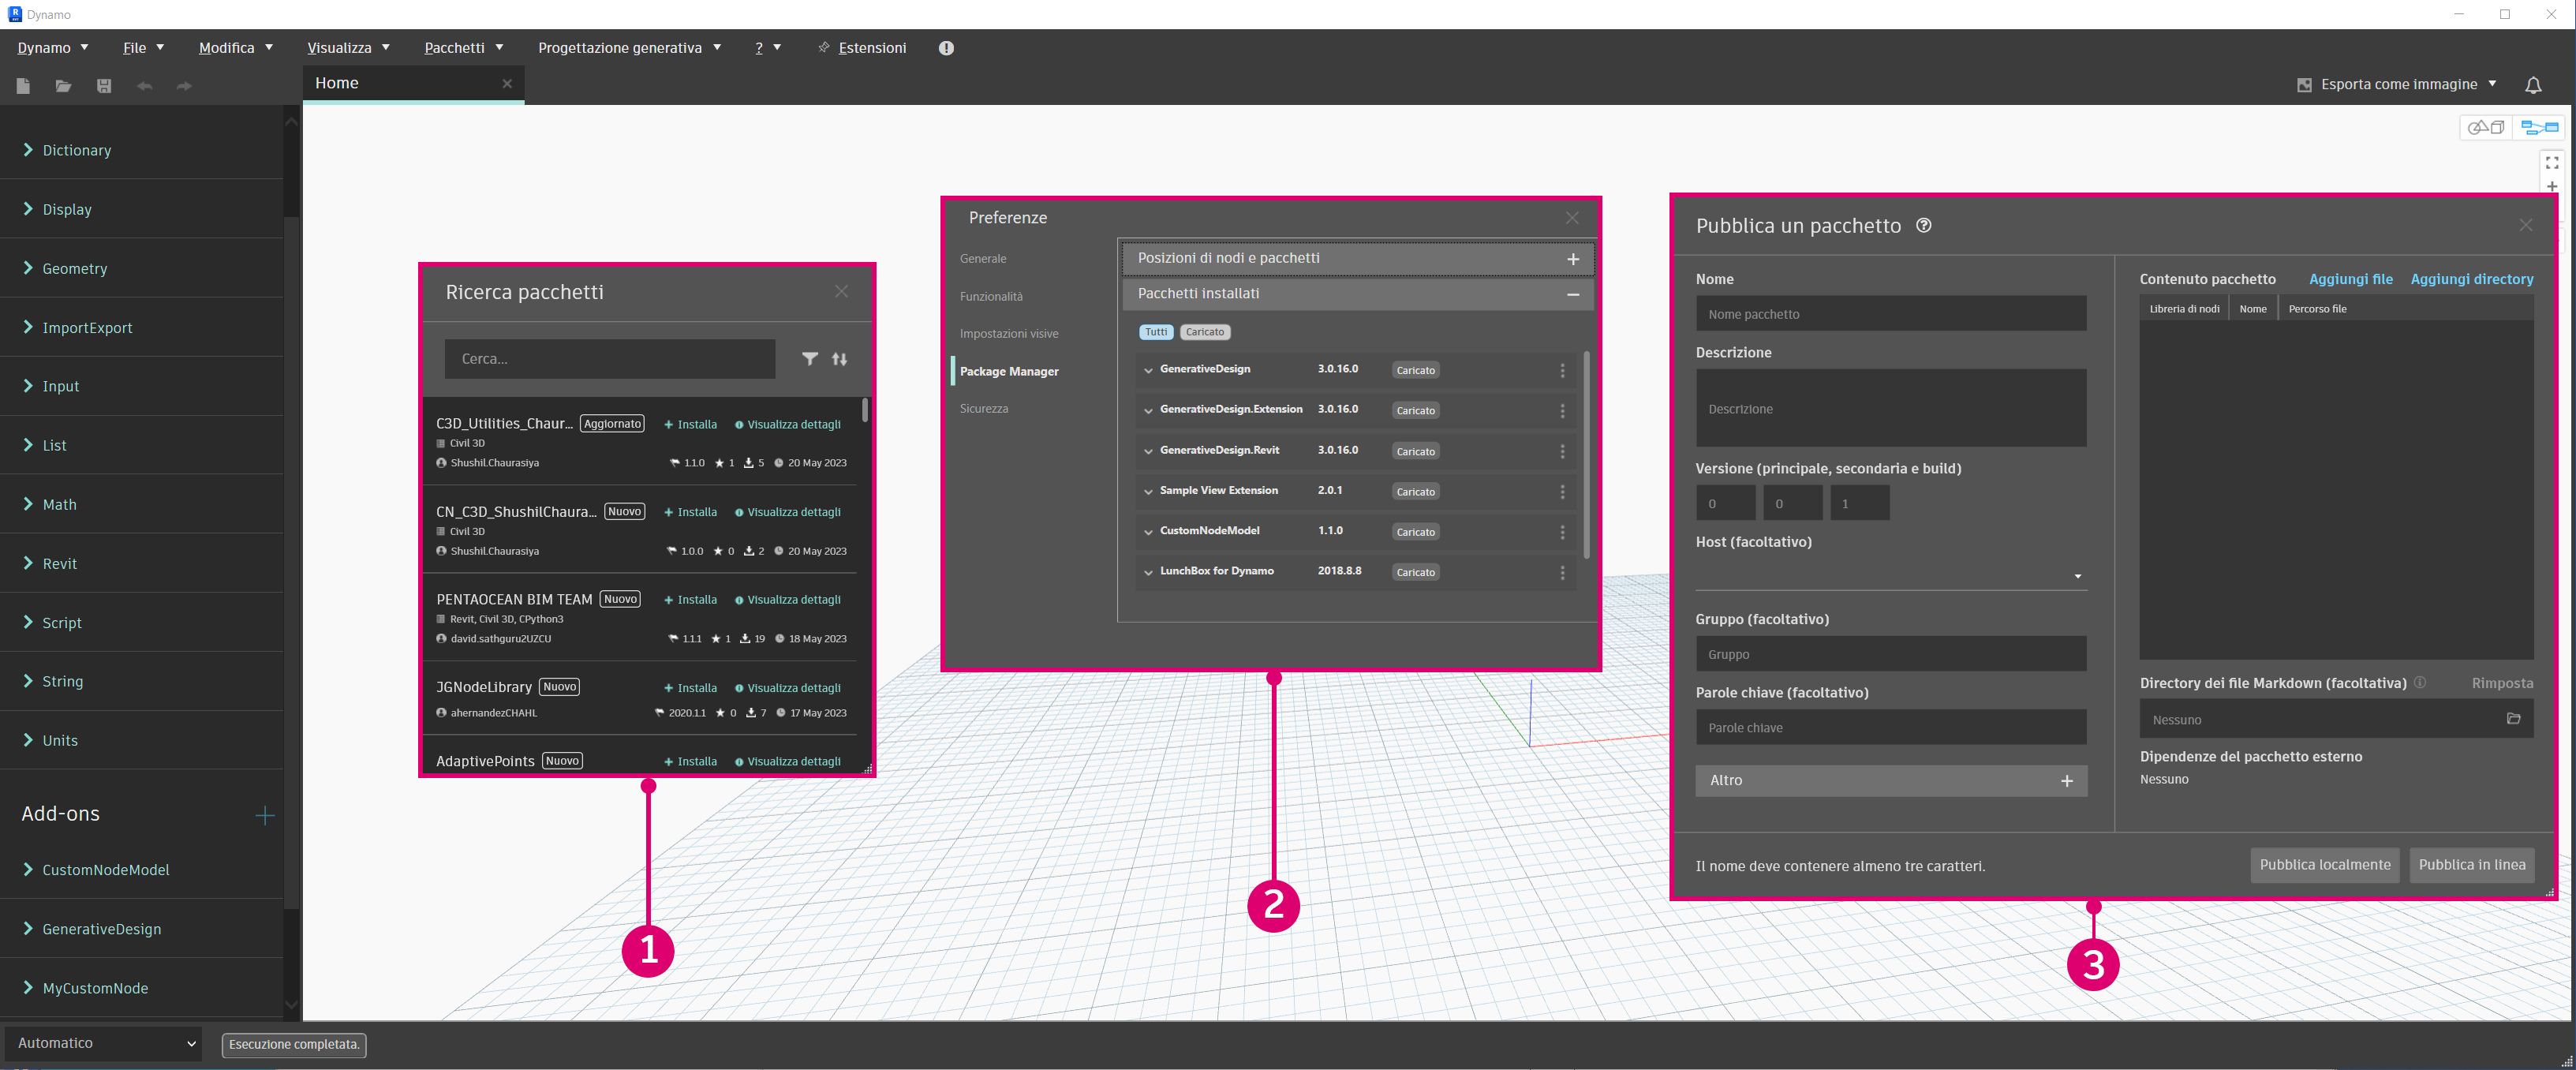 Dynamo
Dynamo File Modifica Visualizza Pacchetti Progettazione generativa ? Estensioni
Home
Esporta come immagine
Dictionary
Display
Geometry
ImportExport
Input
List
Math
Revit
Script
String
Units
Add-ons
CustomNodeModel
GenerativeDesign
MyCustomNode
Automatico
Esecuzione completata.
Ricerca pacchetti
Cerca...
C3D_Utilities_Chaur... Aggiornato Installa Visualizza dettagli
Civil 3D
Shushil.Chaurasiya 1.1.0 1 5 20 May 2023
CN_C3D_ShushilChaura... Nuovo Installa Visualizza dettagli
Civil 3D
Shushil.Chaurasiya 1.0.0 0 2 20 May 2023
PENTAOCEAN BIM TEAM Nuovo Installa Visualizza dettagli
Revit, Civil 3D, CPython3
david.sathguru2UZCU 1.1.1 1 19 18 May 2023
JGNodeLibrary Nuovo Installa Visualizza dettagli
ahernandezCHAHL 2020.1.1 0 7 17 May 2023
AdaptivePoints Nuovo Installa Visualizza dettagli
1
Preferenze
Generale
Funzionalità
Impostazioni visive
Package Manager
Sicurezza
Posizioni di nodi e pacchetti
Pacchetti installati
Tutti Caricato
GenerativeDesign 3.0.16.0 Caricato
GenerativeDesign.Extension 3.0.16.0 Caricato
GenerativeDesign.Revit 3.0.16.0 Caricato
Sample View Extension 2.0.1 Caricato
CustomNodeModel 1.1.0 Caricato
LunchBox for Dynamo 2018.8.8 Caricato
2
Pubblica un pacchetto
Nome
Nome pacchetto
Descrizione
Descrizione
Versione (principale, secondaria e build)
0 0 1
Host (facoltativo)
Gruppo (facoltativo)
Gruppo
Parole chiave (facoltativo)
Parole chiave
Altro
Contenuto pacchetto Aggiungi file Aggiungi directory
Libreria di nodi Nome Percorso file
Directory dei file Markdown (facoltativa) Rimposta
Nessuno
Dipendenze del pacchetto esterno
Nessuno
Il nome deve contenere almeno tre caratteri.
Pubblica localmente Pubblica in linea
3